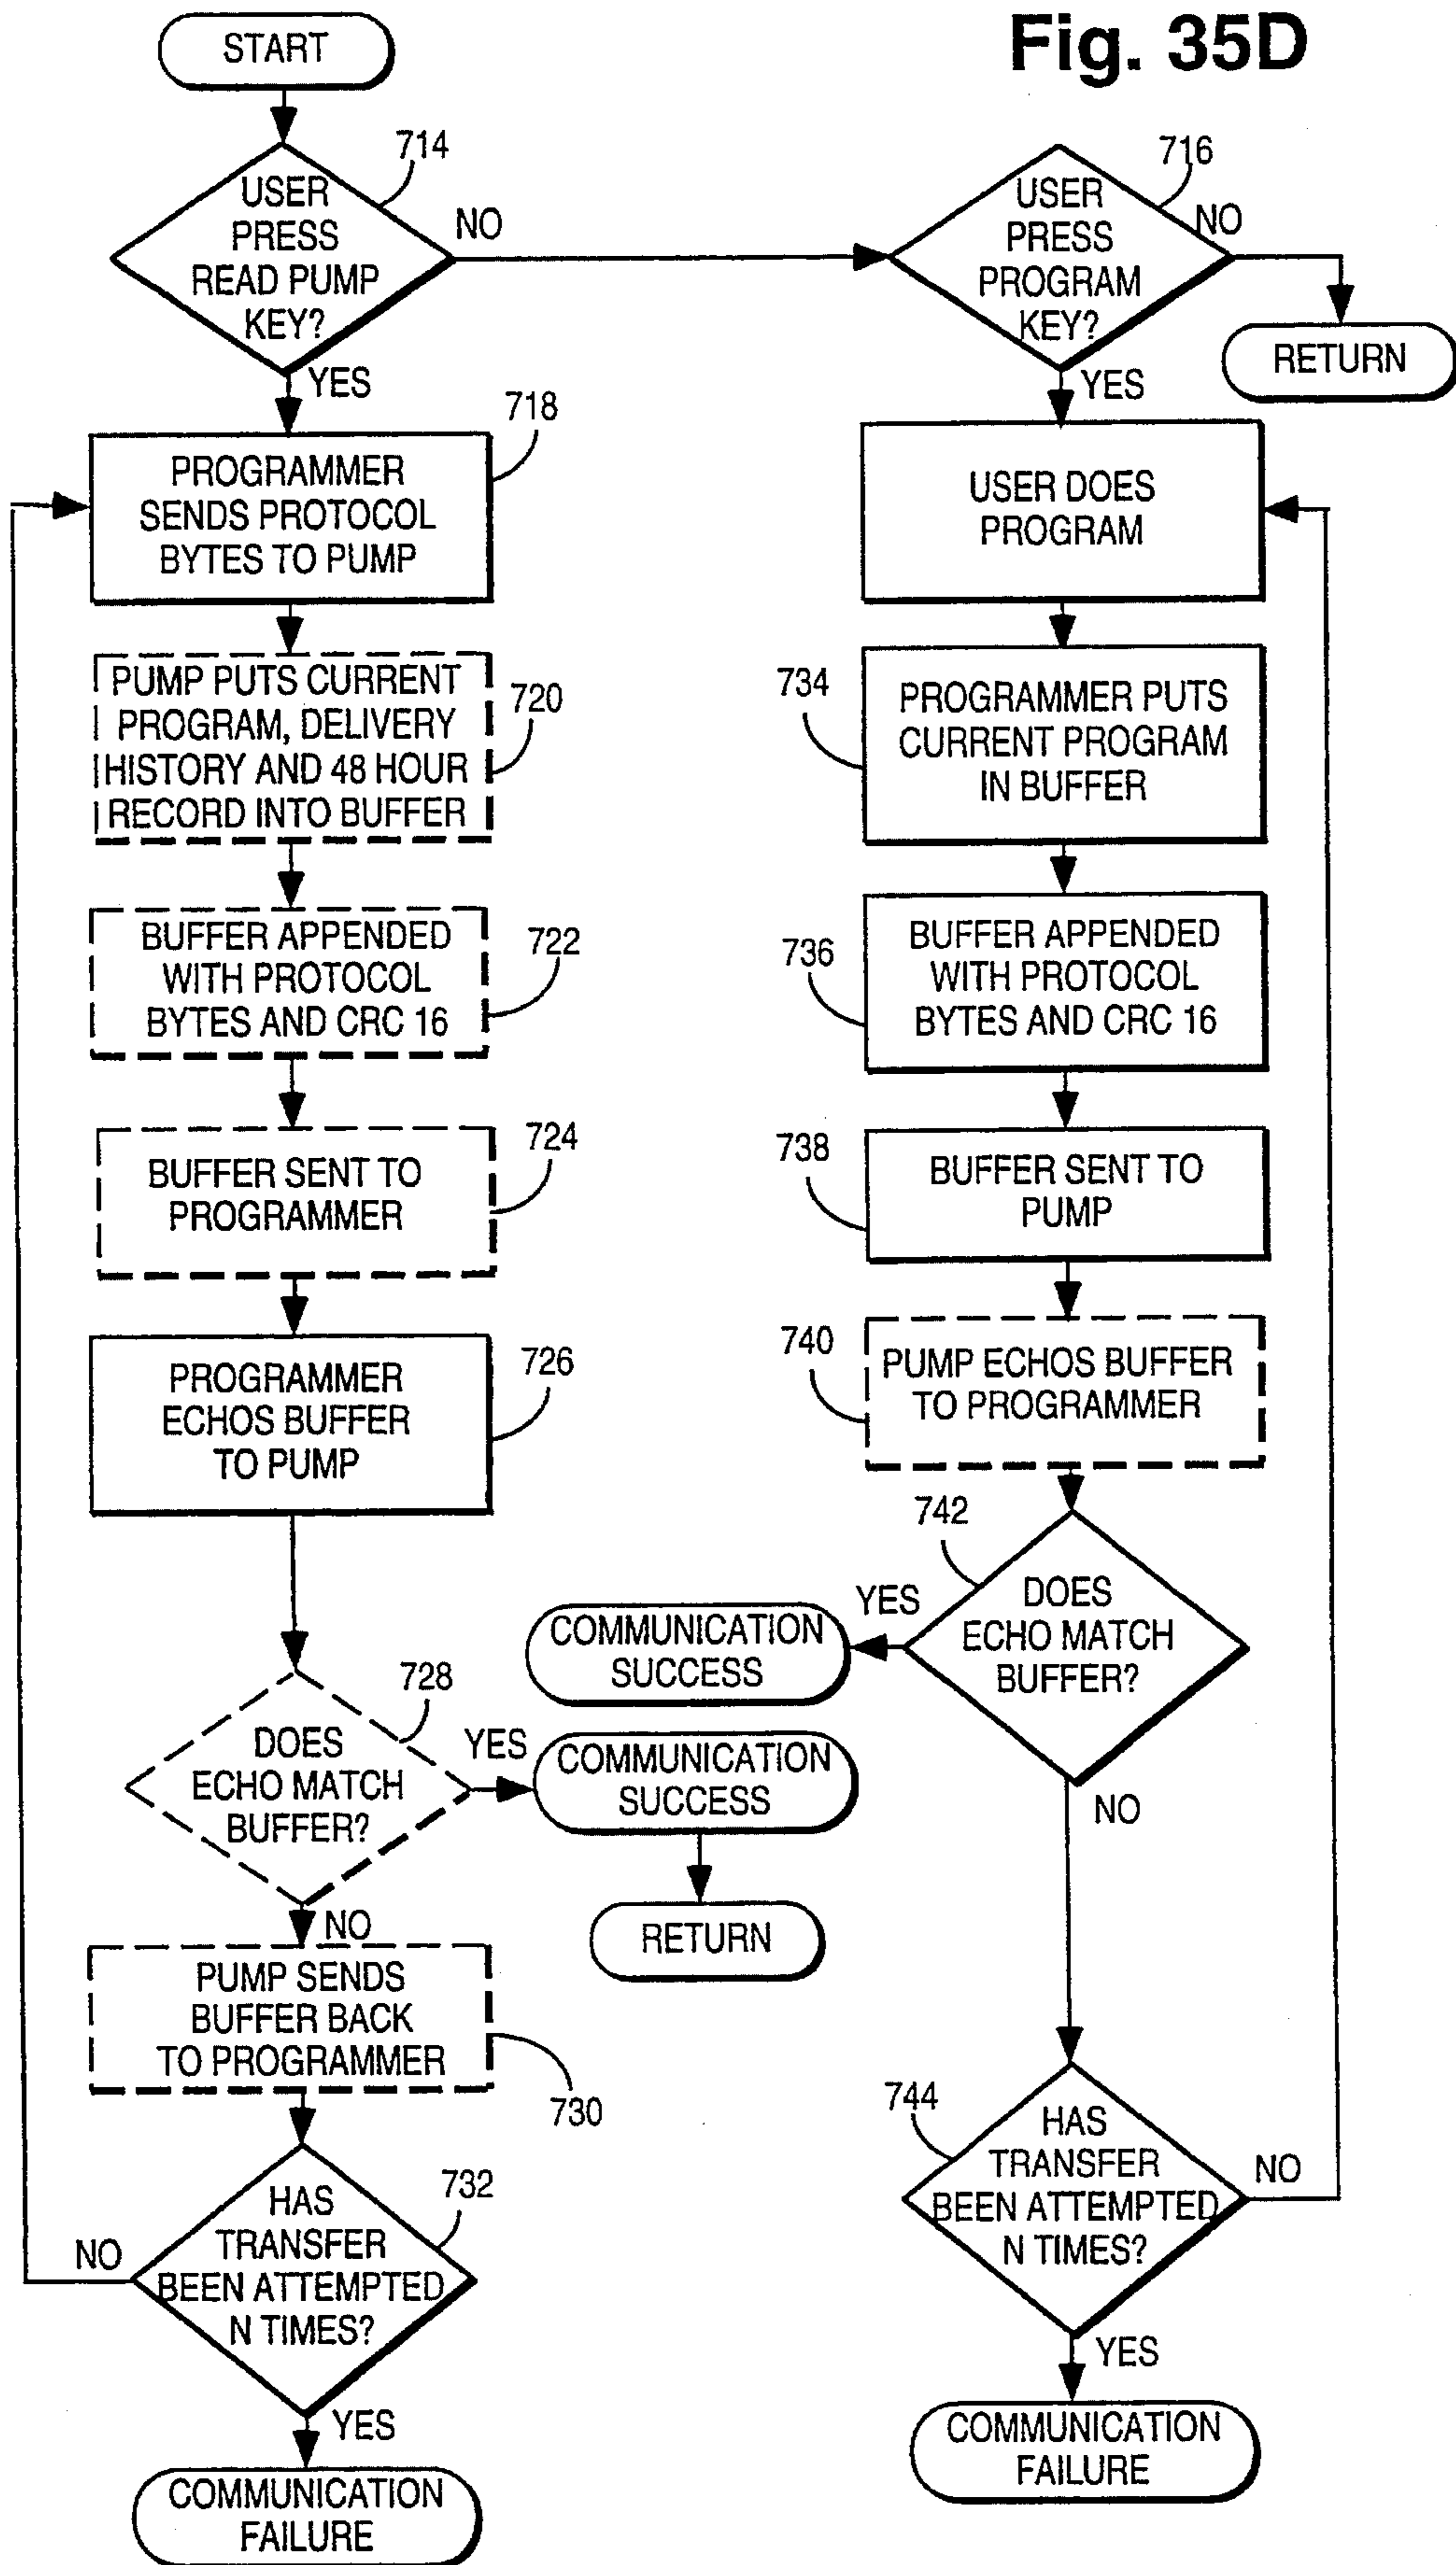 Fig. 35D
START
714
USER
PRESS
READ PUMP
KEY?
NO
YES
716
USER
PRESS
PROGRAM
KEY?
NO
RETURN
YES
718
PROGRAMMER
SENDS PROTOCOL
BYTES TO PUMP
720
PUMP PUTS CURRENT
PROGRAM, DELIVERY
HISTORY AND 48 HOUR
RECORD INTO BUFFER
722
BUFFER APPENDED
WITH PROTOCOL
BYTES AND CRC 16
724
BUFFER SENT TO
PROGRAMMER
726
PROGRAMMER
ECHOS BUFFER
TO PUMP
728
DOES
ECHO MATCH
BUFFER?
YES
COMMUNICATION
SUCCESS
RETURN
NO
PUMP SENDS
BUFFER BACK
TO PROGRAMMER
730
732
HAS
TRANSFER
BEEN ATTEMPTED
N TIMES?
NO
YES
COMMUNICATION
FAILURE
USER DOES
PROGRAM
734
PROGRAMMER PUTS
CURRENT PROGRAM
IN BUFFER
736
BUFFER APPENDED
WITH PROTOCOL
BYTES AND CRC 16
738
BUFFER SENT TO
PUMP
740
PUMP ECHOS BUFFER
TO PROGRAMMER
742
DOES
ECHO MATCH
BUFFER?
YES
COMMUNICATION
SUCCESS
NO
744
HAS
TRANSFER
BEEN ATTEMPTED
N TIMES?
NO
YES
COMMUNICATION
FAILURE